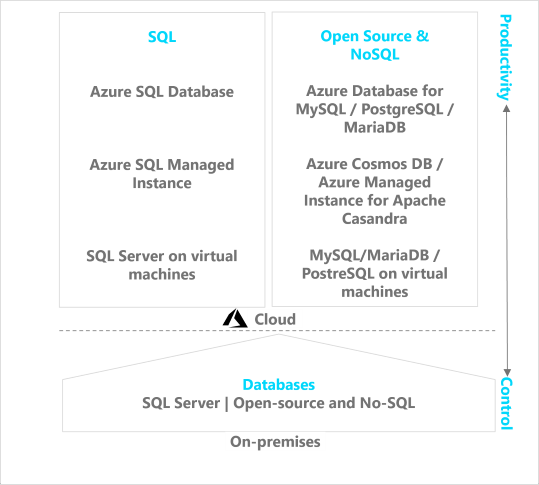 SQL
Azure SQL Database
Azure SQL Managed
Instance
SQL Server on virtual
machines
Open Source &
NoSQL
Azure Database for
MySQL / PostgreSQL /
MariaDB
Azure Cosmos DB /
Azure Managed
Instance for Apache
Casandra
MySQL/MariaDB /
PostreSQL on virtual
machines
Productivity
Control
Cloud
Databases
SQL Server | Open-source and No-SQL
On-premises